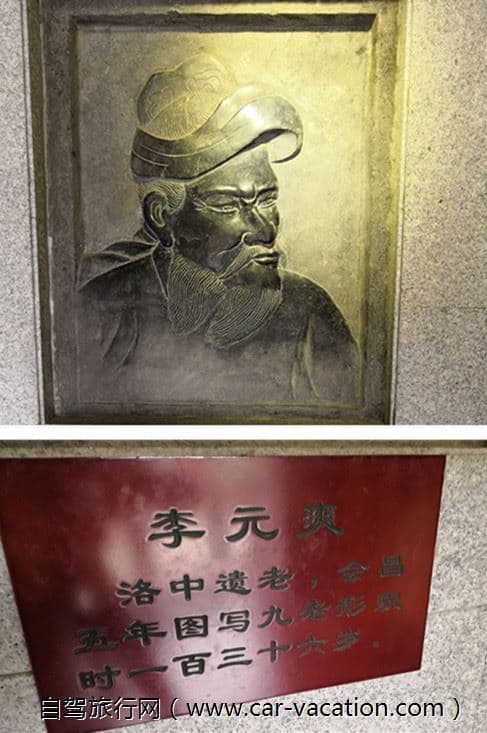 李元爽
洛中遗老，会昌
五年图写九老形貌
时一百三十六岁。
自驾旅行网（www.car-vacation.com）